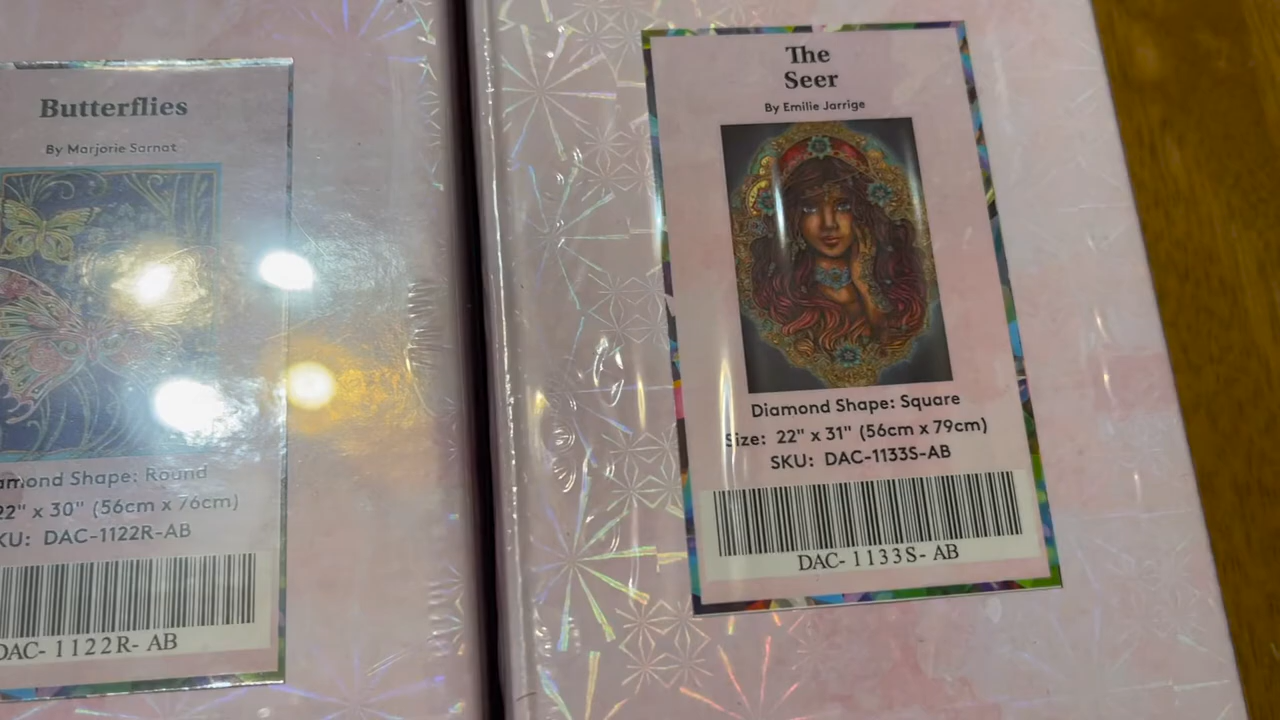 Butterflies
By Marjorie Sarnat
mond Shape: Round
22" x 30" (56cm x 76cm)
KU: DAC-1122R-AB
DAC- 1122R- AB
The
Seer
By Emilie Jarrige
Diamond Shape: Square
Size: 22" x 31" (56cm x 79cm)
SKU: DAC-1133S-AB
DAC- 1133S- AB